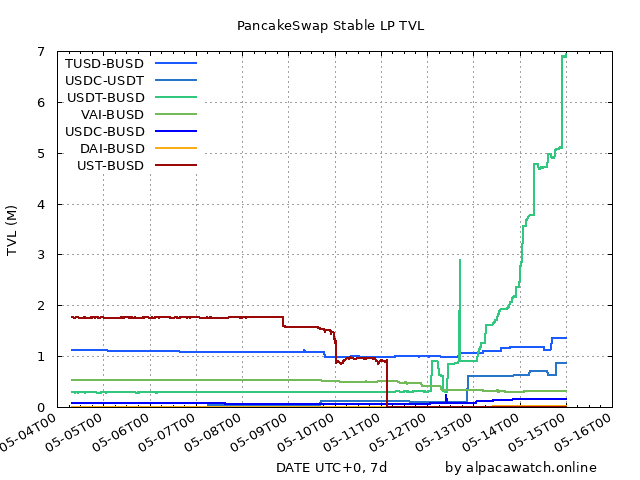 PancakeSwap Stable LP TVL
TVL (M)
7
6
5
4
3
2
1
0
TUSD-BUSD
USDC-USDT
USDT-BUSD
VAI-BUSD
USDC-BUSD
DAI-BUSD
UST-BUSD
05-04T00
05-05T00
05-06T00
05-07T00
05-08T00
05-09T00
05-10T00
05-11T00
05-12T00
05-13T00
05-14T00
05-15T00
05-16T00
DATE UTC+0, 7d
by alpacawatch.online